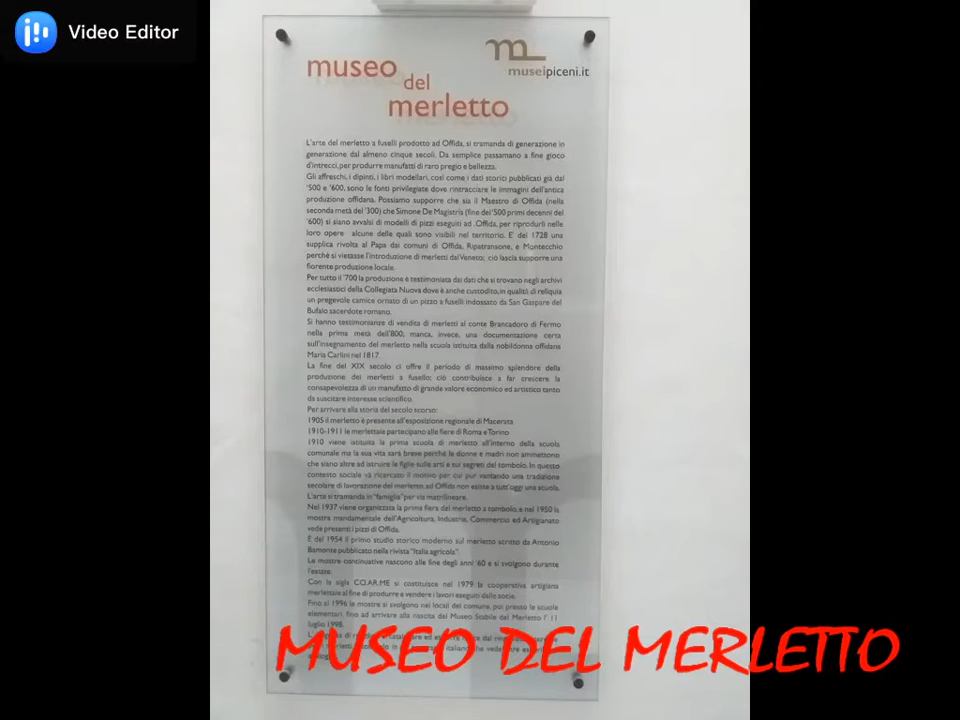 Video Editor
museo
del
merletto
museipiceni.it
L'arte del merletto a fuselli prodotto ad Offida, si tramanda di generazione in
generazione dal almeno cinque secoli. Da semplice passamano a fine gioco
d'intrecci, per produrre manufatti di raro pregio e bellezza.
Gli affreschi, i dipinti, i libri modellari, così come i dati storici pubblicati già dal
'500 e '600, sono le fonti privilegiate dove rintracciare le immagini dell'antica
produzione offidana. Possiamo supporre che sia il Maestro di Offida (nella
seconda metà del '300) che Simone De Magistris (fine del '500 primi decenni del
'600) si siano avvalsi di modelli di pizzi eseguiti ad Offida, per riprodurli nelle
loro opere alcune delle quali sono visibili nel territorio. E' del 1728 una
supplica rivolta al Papa dai comuni di Offida, Ripatransone, e Montecchio
perché si vietasse l'introduzione di merletti dal Veneto; ciò lascia supporre una
fiorente produzione locale.
Per tutto il '700 la produzione è testimoniata dai dati che si trovano negli archivi
ecclesiastici della Collegiata Nuova dove è anche custodito, in qualità di reliquia
un pregevole camice ornato di un pizzo a fuselli indossato da San Gaspare del
Bufalo sacerdote romano.
Si hanno testimonianze di vendita di merletti al conte Brancadoro di Fermo
nella prima metà dell'800; manca, invece, una documentazione certa
sull'insegnamento del merletto nella scuola istituita dalla nobildonna offidana
Maria Carlini nel 1817.
La fine del XIX secolo ci offre il periodo di massimo splendore della
produzione dei merletti a fusello; ciò contribuisce a far crescere la
consapevolezza di un manufatto di grande valore economico ed artistico tanto
da suscitare interesse scientifico.
Per arrivare alla storia del secolo scorso:
1905 il merletto è presente all'esposizione regionale di Macerata
1910-1911 le merlettaie partecipano alle fiere di Roma e Torino
1910 viene istituita la prima scuola di merletto all'interno della scuola
comunale ma la sua vita sarà breve perché le donne e madri non ammettono
che siano altre ad istruire le figlie sulle arti e sui segreti del tombolo. In questo
contesto sociale va ricercato il motivo per cui pur vantando una tradizione
secolare di lavorazione del merletto, ad Offida non esiste a tutt'oggi una scuola.
L'arte si tramanda in "famiglia" per via matrilineare.
Nel 1937 viene organizzata la prima fiera del merletto a tombolo, e nel 1950 la
mostra mandamentale dell'Agricoltura, Industria, Commercio ed Artigianato
vede presenti i pizzi di Offida.
È del 1954 il primo studio storico moderno sul merletto scritto da Antonio
Bamonte pubblicato nella rivista "Italia agricola".
Le mostre continuative nascono alle fine degli anni '60 e si svolgono durante
l'estate.
Con la sigla CO.AR.ME si costituisce nel 1979 la cooperativa artigiana
merlettaie al fine di produrre e vendere i lavori eseguiti dalle socie.
Fino al 1996 le mostre si svolgono nei locali del comune, poi presso le scuole
elementari, fino ad arrivare alla nascita del Museo Stabile del Merletto l' 11
luglio 1998.
MUSEO DEL MERLETTO